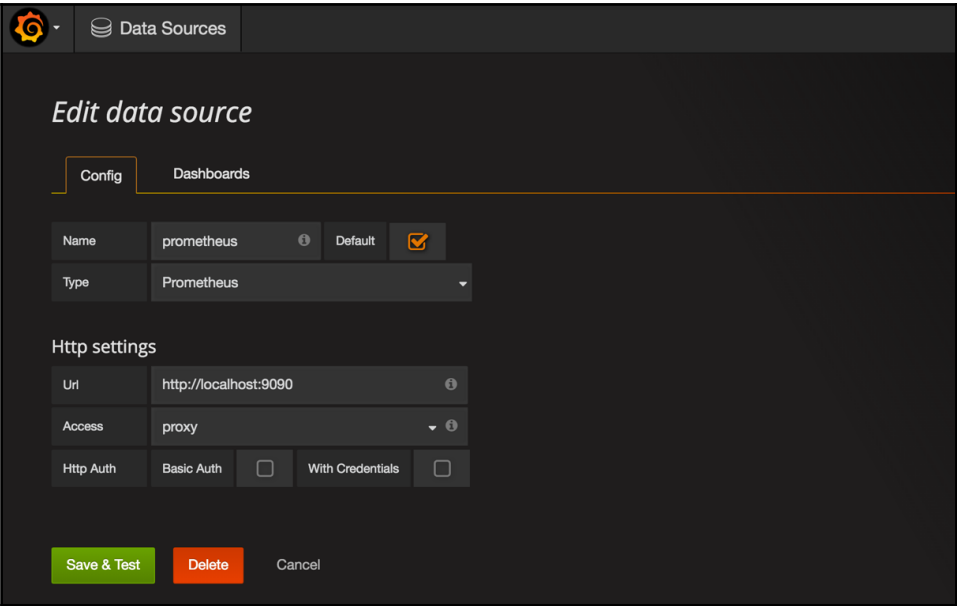 Data Sources
Edit data source
Config Dashboards
Name prometheus Default
Type Prometheus
Http settings
Url http://localhost:9090
Access proxy
Http Auth Basic Auth With Credentials
Save & Test Delete Cancel